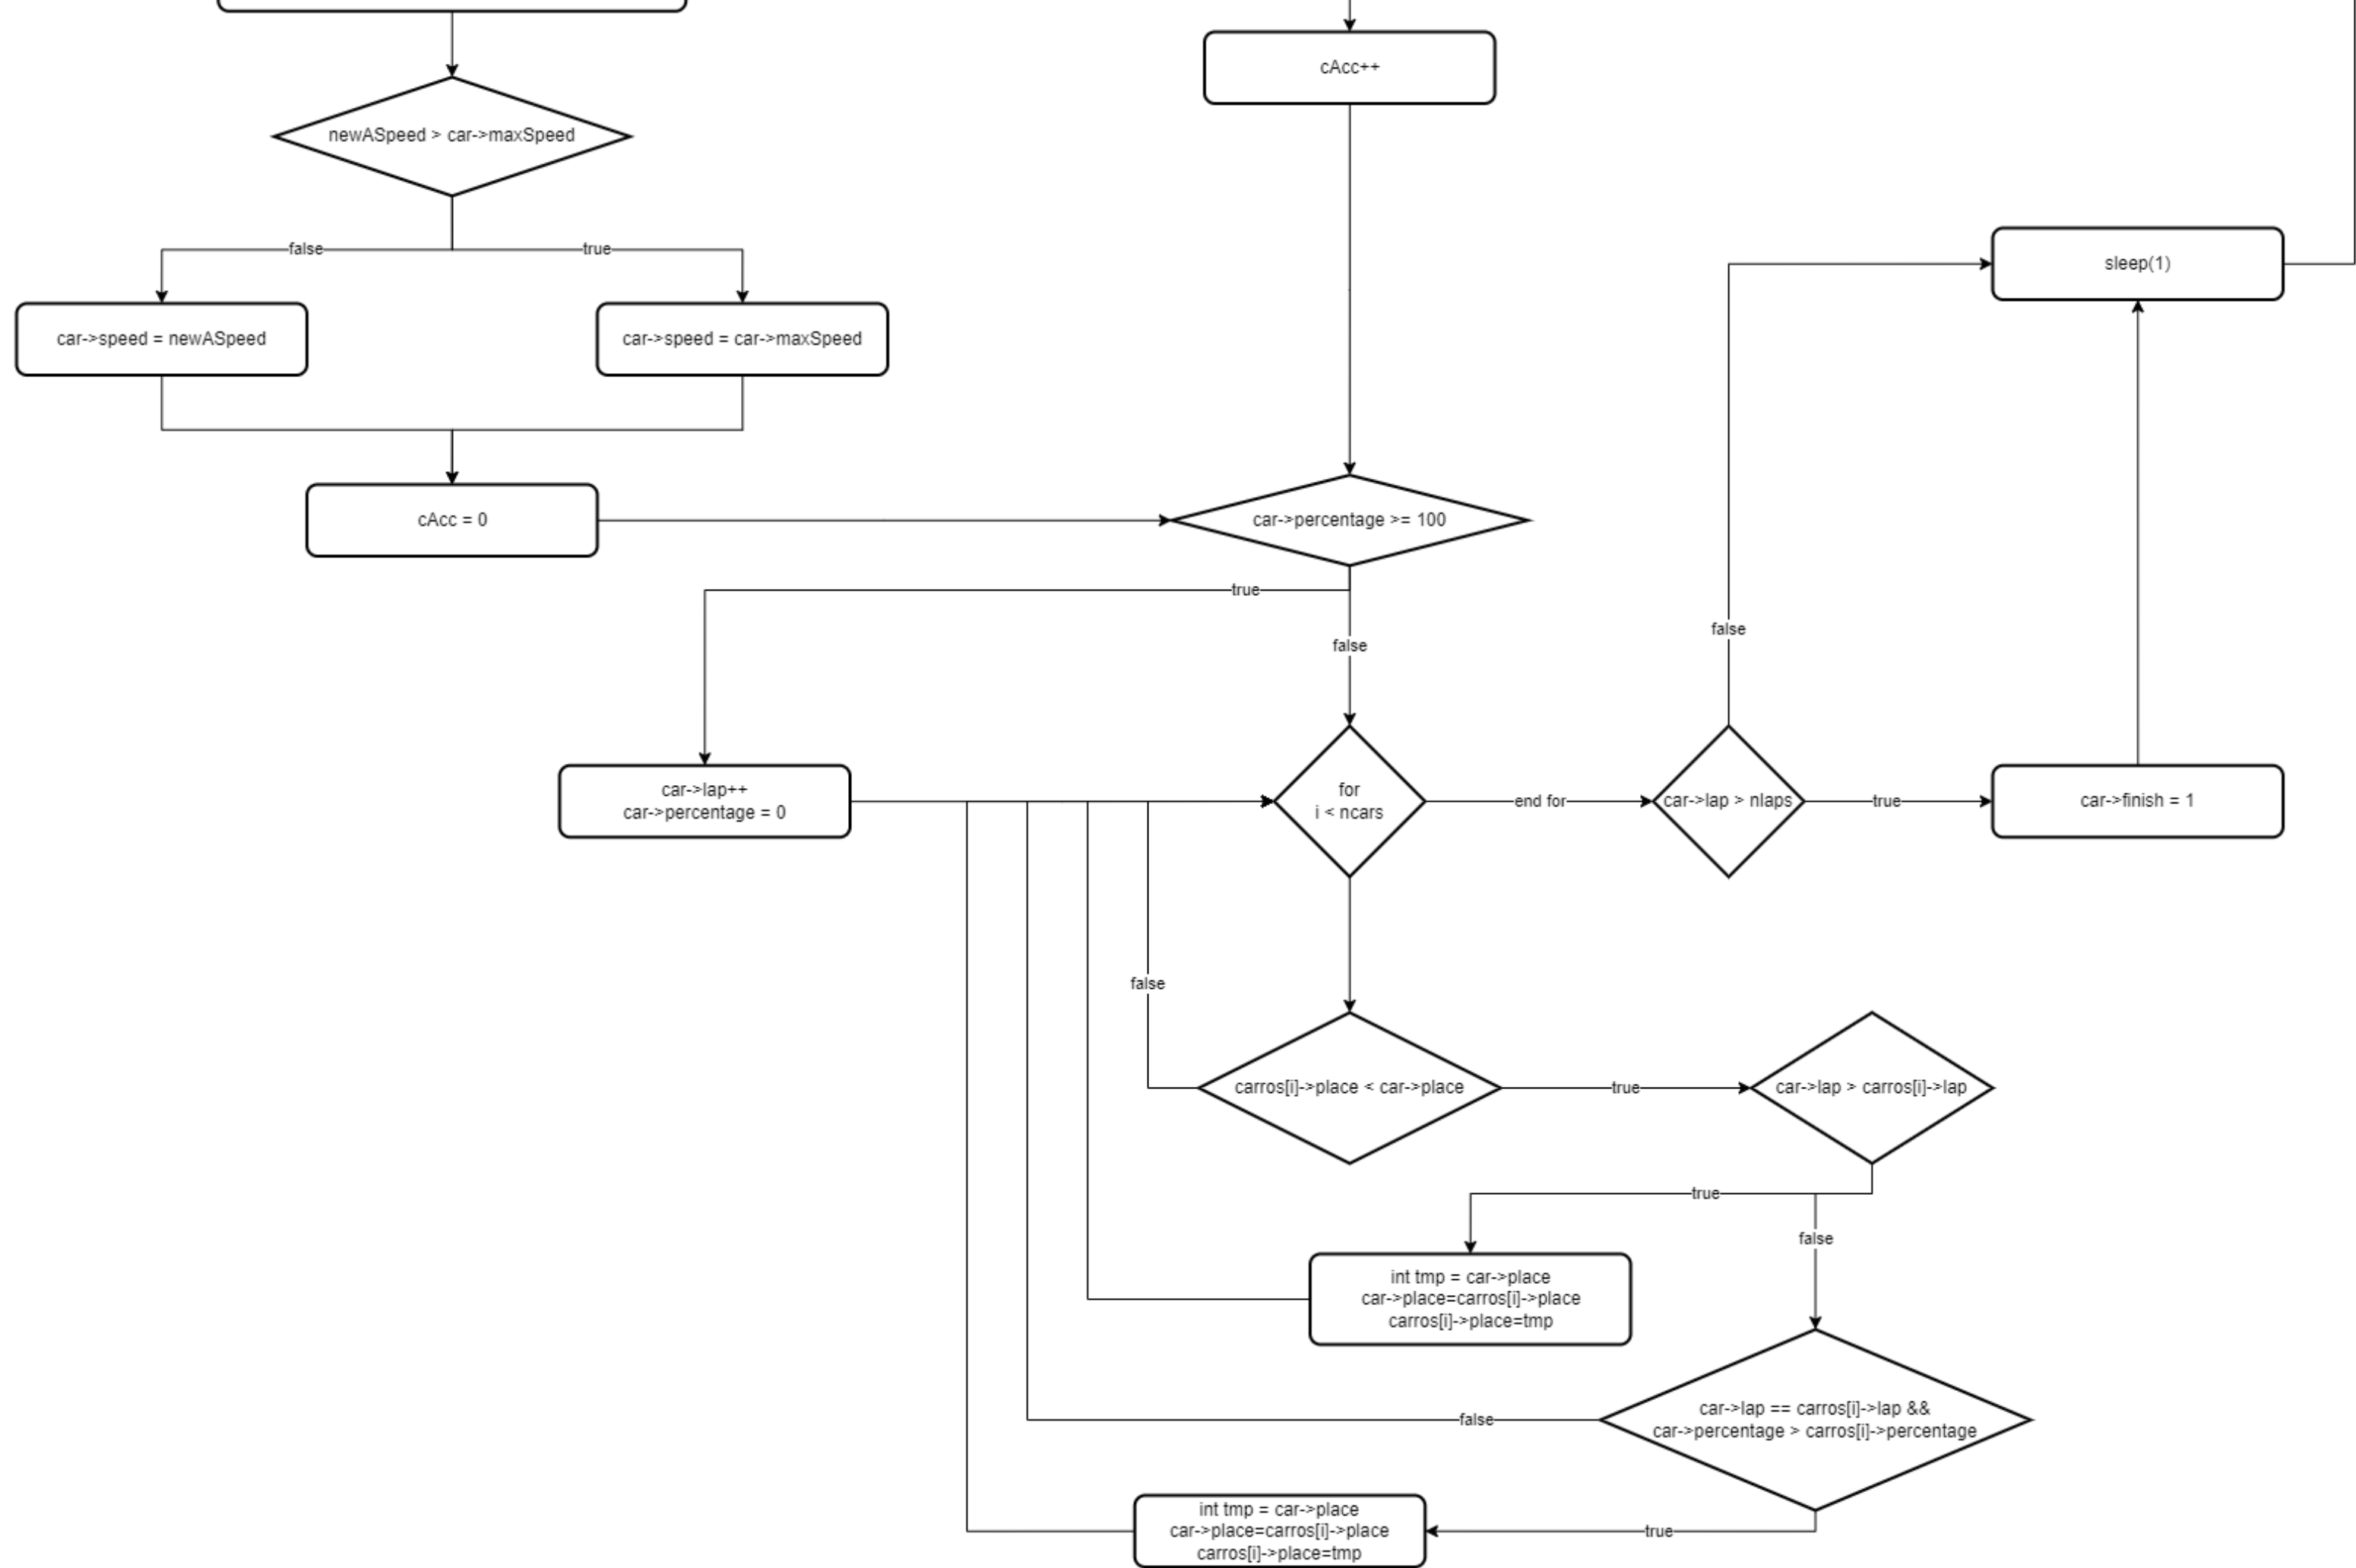 cAcc++
newASpeed > car->maxSpeed
false
true
sleep(1)
car->speed = newASpeed
car->speed = car->maxSpeed
cAcc = 0
car->percentage >= 100
true
false
false
car->lap++
car->percentage = 0
for
i < ncars
end for
car->lap > nlaps
true
car->finish = 1
false
carros[i]->place < car->place
true
car->lap > carros[i]->lap
true
false
int tmp = car->place
car->place=carros[i]->place
carros[i]->place=tmp
false
car->lap == carros[i]->lap &&
car->percentage > carros[i]->percentage
int tmp = car->place
car->place=carros[i]->place
carros[i]->place=tmp
true